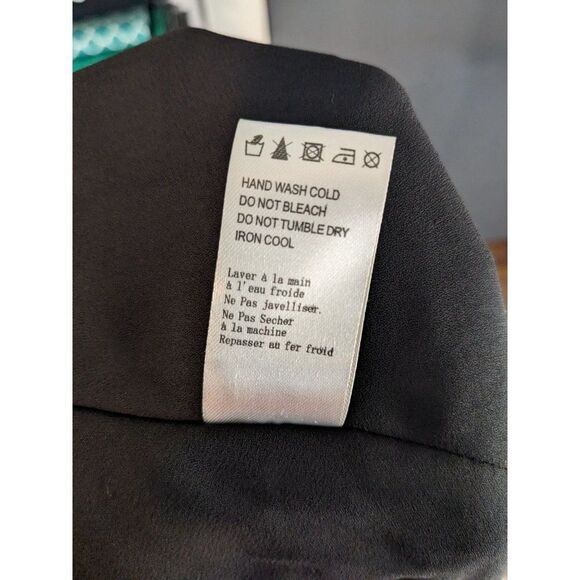 HAND WASH COLD
DO NOT BLEACH
DO NOT TUMBLE DRY
IRON COOL
Laver à la main
à l'eau froide
Ne Pas javelliser.
Ne Pas Secher
à la machine
Repasser au fer froid